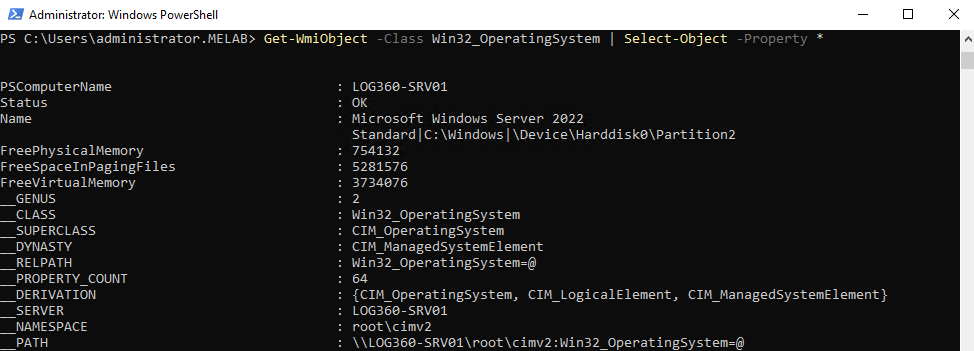 Administrator: Windows PowerShell
PS C:\Users\administrator.MELAB> Get-WmiObject -Class Win32_OperatingSystem | Select-Object -Property *
PSComputerName : LOG360-SRV01
Status : OK
Name : Microsoft Windows Server 2022
Standard|C:\Windows|\Device\Harddisk0\Partition2
FreePhysicalMemory : 754132
FreeSpaceInPagingFiles : 5281576
FreeVirtualMemory : 3734076
__GENUS : 2
__CLASS : Win32_OperatingSystem
__SUPERCLASS : CIM_OperatingSystem
__DYNASTY : CIM_ManagedSystemElement
__RELPATH : Win32_OperatingSystem=@
__PROPERTY_COUNT : 64
__DERIVATION : {CIM_OperatingSystem, CIM_LogicalElement, CIM_ManagedSystemElement}
__SERVER : LOG360-SRV01
__NAMESPACE : root\cimv2
__PATH : \\LOG360-SRV01\root\cimv2:Win32_OperatingSystem=@